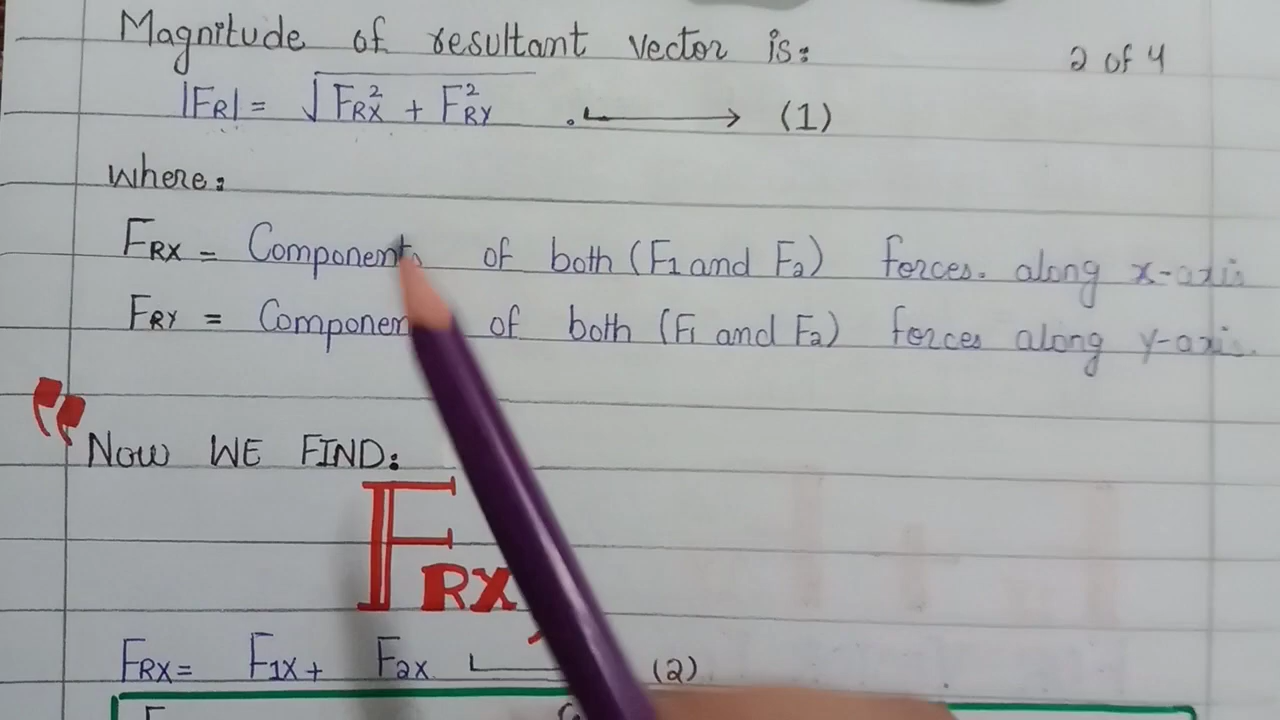 Magnitude of resultant vector is:
2 of 4
|FR| = √FRX² + FRY² (1)
where:
FRX = Components of both (F1 and F2) forces. along x-axis
FRY = Componen of both (F1 and F2) forces along y-axis.
"NOW WE FIND:
FRX
FRX = F1X + F2X (2)